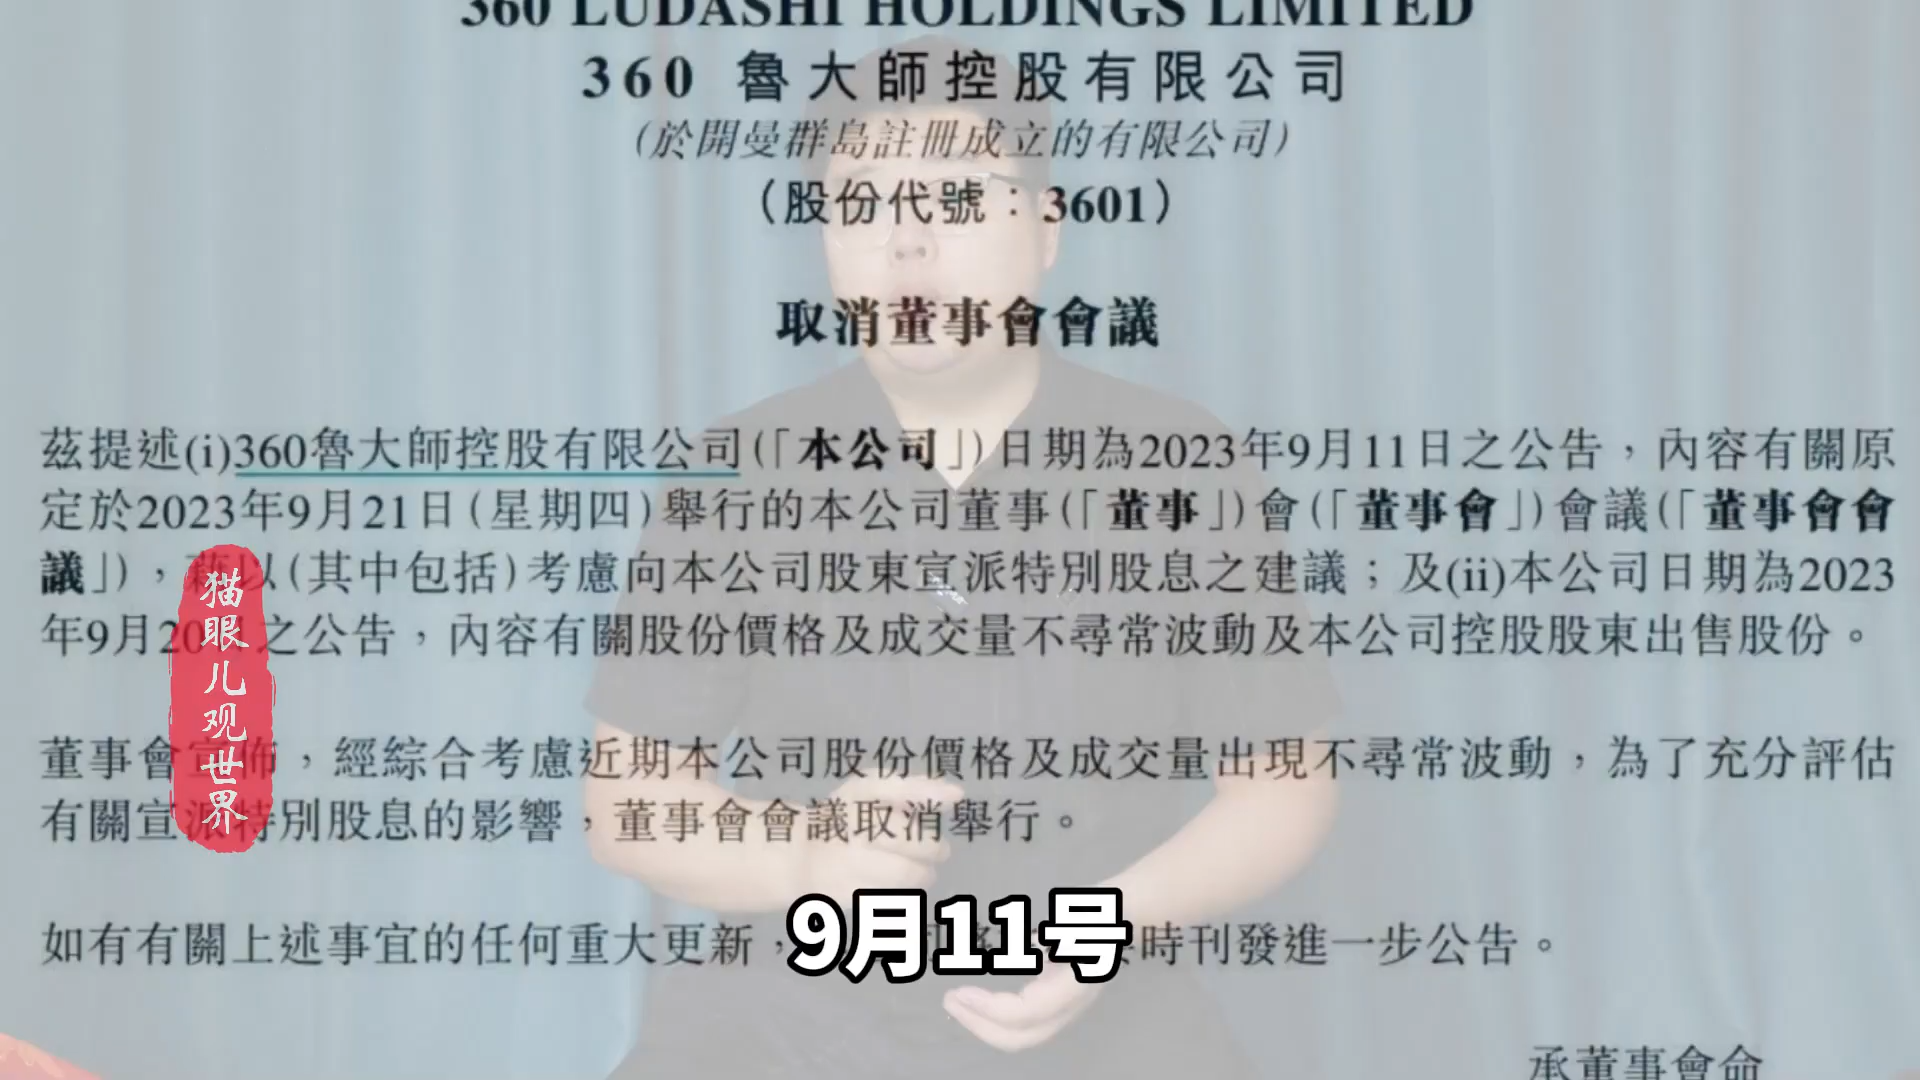 360 LUDASHI HOLDINGS LIMITED
360 魯大師控股有限公司
(於開曼群島註冊成立的有限公司)
(股份代號：3601)
取消董事會會議
茲提述(i)360魯大師控股有限公司(「本公司」)日期為2023年9月11日之公告，內容有關原
定於2023年9月21日(星期四)舉行的本公司董事(「董事」)會(「董事會」)會議(「董事會會
議」)，藉以(其中包括)考慮向本公司股東宣派特別股息之建議；及(ii)本公司日期為2023
年9月20日之公告，內容有關股份價格及成交量不尋常波動及本公司控股股東出售股份。
董事會宣佈，經綜合考慮近期本公司股份價格及成交量出現不尋常波動，為了充分評估
有關宣派特別股息的影響，董事會會議取消舉行。
如有有關上述事宜的任何重大更新，時刊發進一步公告。
承董事會命
猫眼儿观世界
9月11号